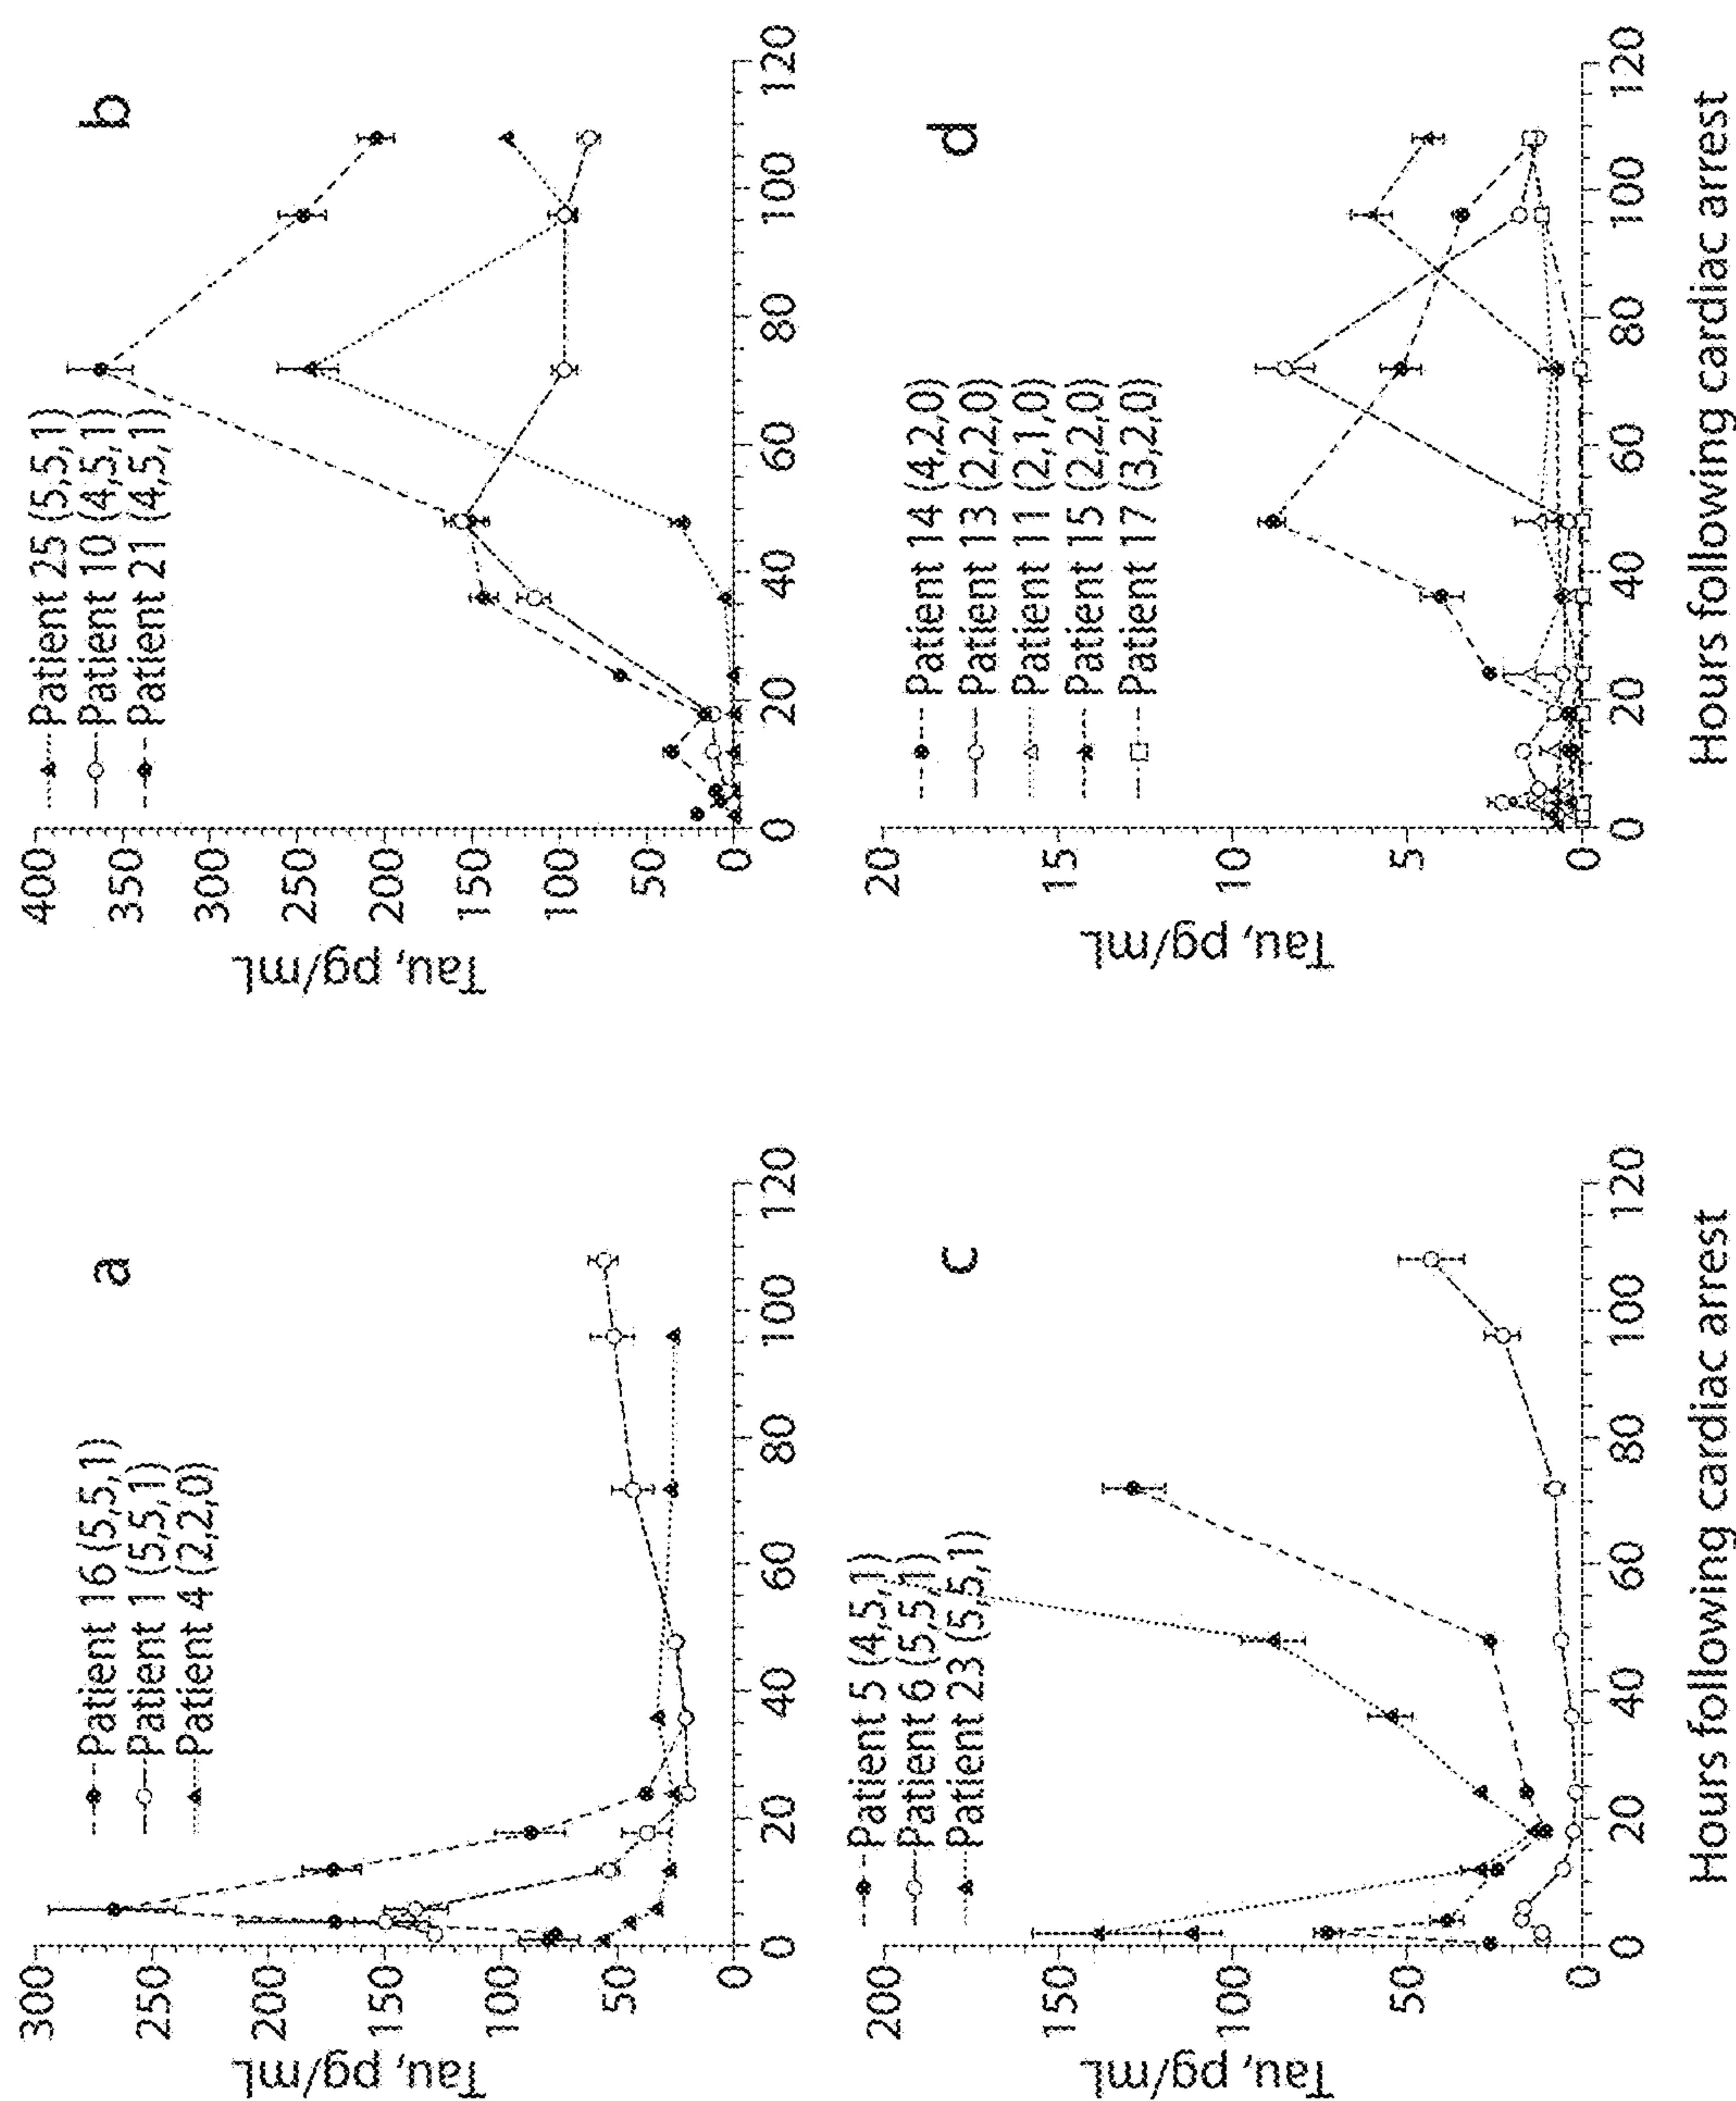 a
Patient 16 (5,5,1)
Patient 1 (5,5,1)
Patient 4 (2,2,0)
Tau, pg/mL
300
250
200
150
100
50
0
0 20 40 60 80 100 120
b
Patient 25 (5,5,1)
Patient 10 (4,5,1)
Patient 21 (4,5,1)
Tau, pg/mL
400
350
300
250
200
150
100
50
0
0 20 40 60 80 100 120
c
Patient 5 (4,5,1)
Patient 6 (5,5,1)
Patient 23 (5,5,1)
Tau, pg/mL
200
150
100
50
0
0 20 40 60 80 100 120
Hours following cardiac arrest
d
Patient 14 (4,2,0)
Patient 13 (2,2,0)
Patient 11 (2,1,0)
Patient 15 (2,2,0)
Patient 17 (3,2,0)
Tau, pg/mL
20
15
10
5
0
0 20 40 60 80 100 120
Hours following cardiac arrest